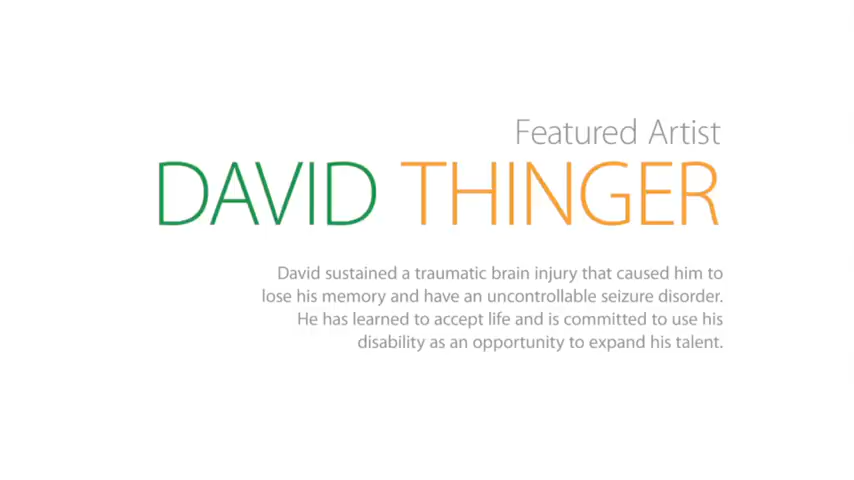 Featured Artist
DAVID THINGER
David sustained a traumatic brain injury that caused him to
lose his memory and have an uncontrollable seizure disorder.
He has learned to accept life and is committed to use his
disability as an opportunity to expand his talent.